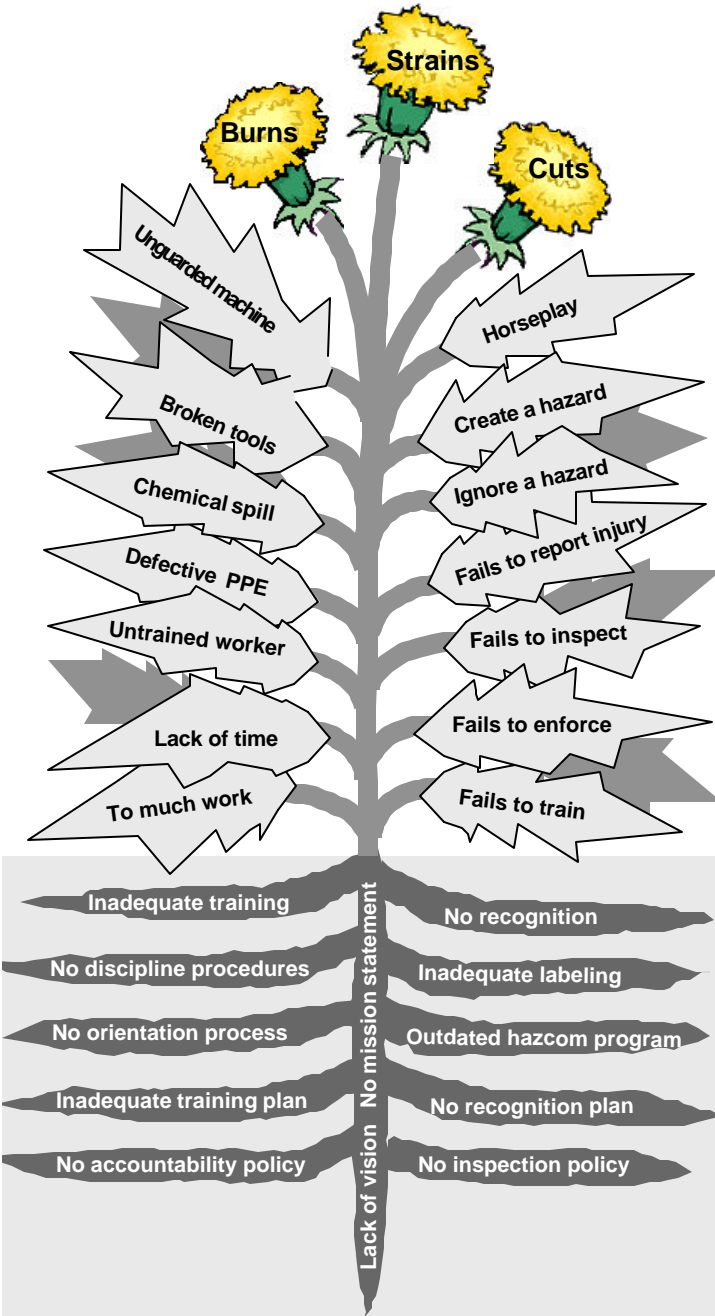 Strains
Burns
Cuts
Unguarded machine
Horseplay
Broken tools
Create a hazard
Chemical spill
Ignore a hazard
Defective PPE
Fails to report injury
Untrained worker
Fails to inspect
Lack of time
Fails to enforce
To much work
Fails to train
Inadequate training
No recognition
No discipline procedures
Inadequate labeling
No orientation process
Outdated hazcom program
Inadequate training plan
No recognition plan
No accountability policy
No inspection policy
Lack of vision No mission statement